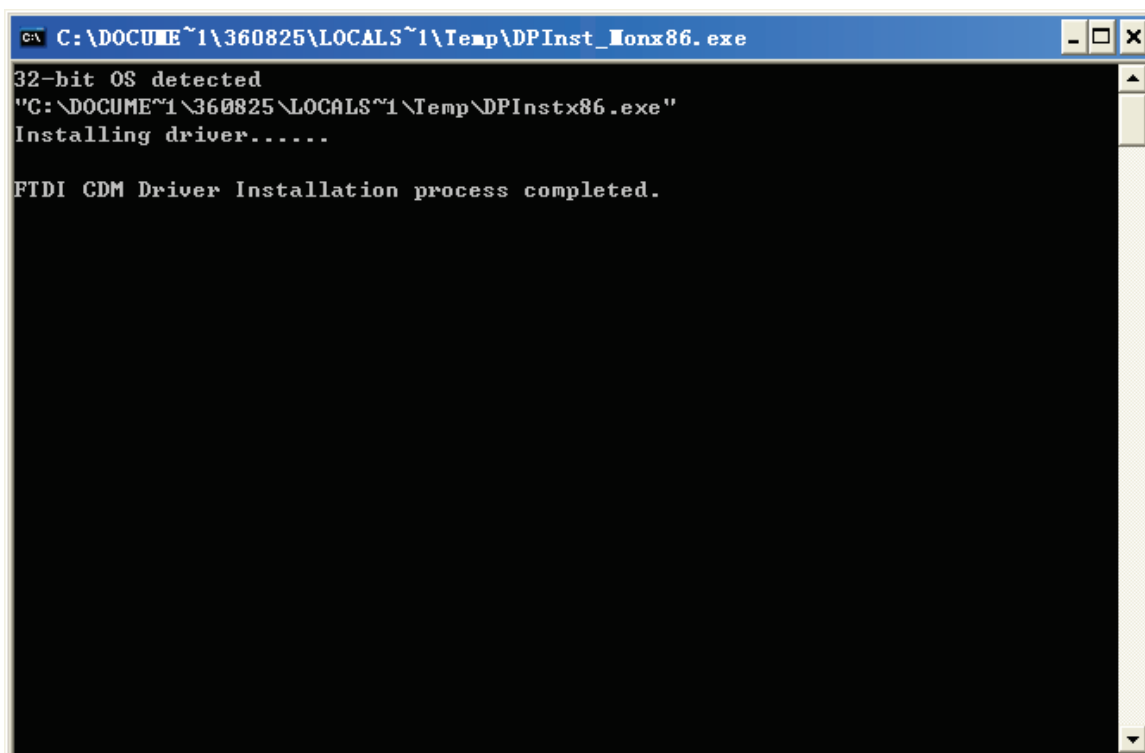 C:\DOCUME~1\360825\LOCALS~1\Temp\DPInst_Monx86.exe
32-bit OS detected
"C:\DOCUME~1\360825\LOCALS~1\Temp\DPInstx86.exe"
Installing driver......
FTDI CDM Driver Installation process completed.